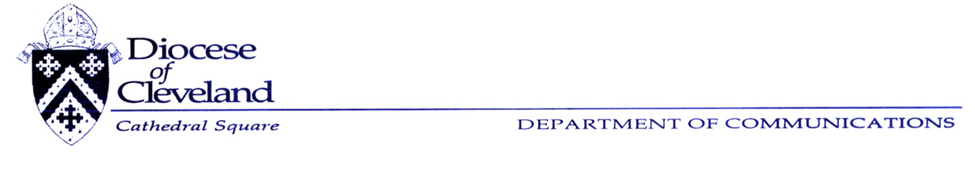 Diocese
of
Cleveland
Cathedral Square
DEPARTMENT OF COMMUNICATIONS